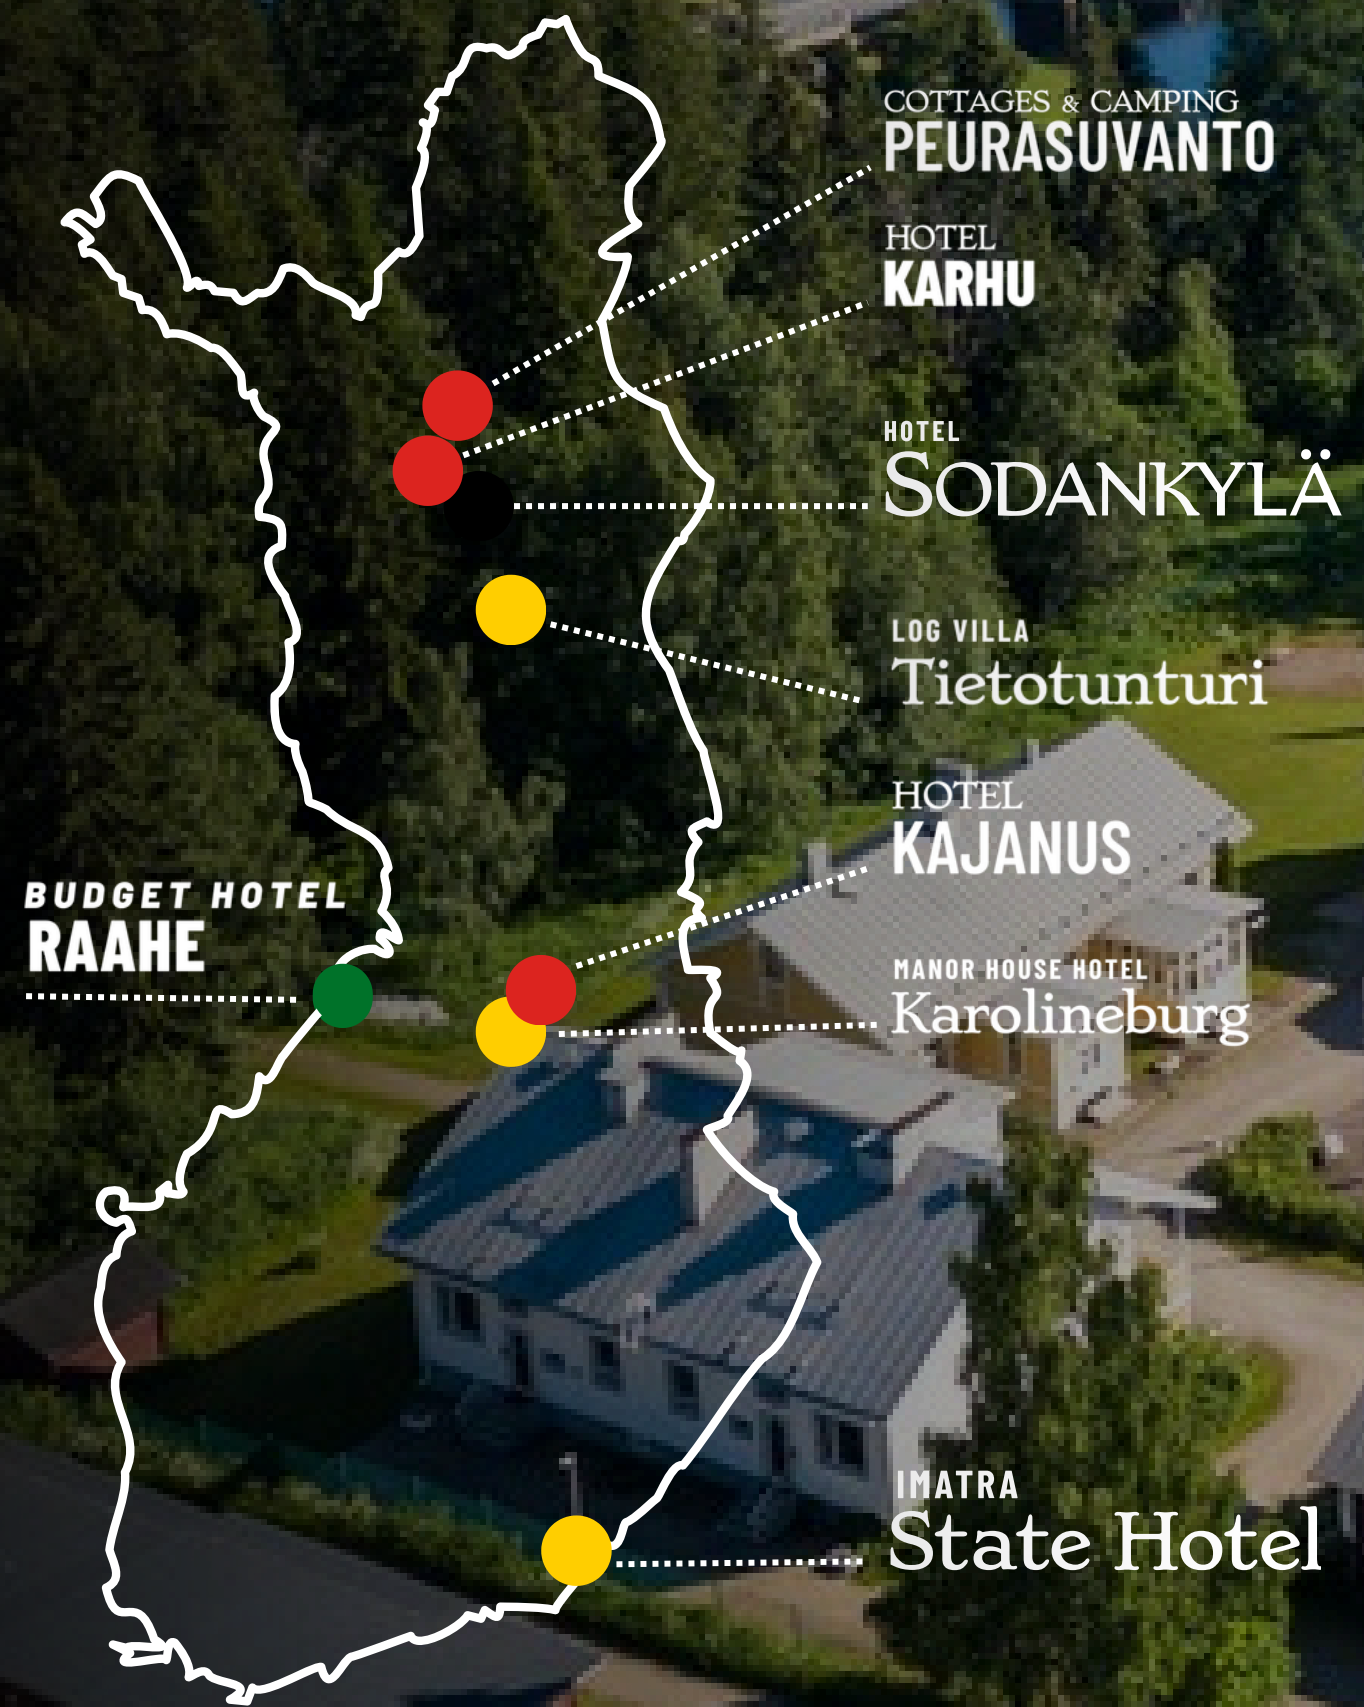 COTTAGES & CAMPING
PEURASUVANTO
HOTEL
KARHU
HOTEL
SODANKYLÄ
LOG VILLA
Tietotunturi
HOTEL
KAJANUS
BUDGET HOTEL
RAAHE
MANOR HOUSE HOTEL
Karolineburg
IMATRA
State Hotel